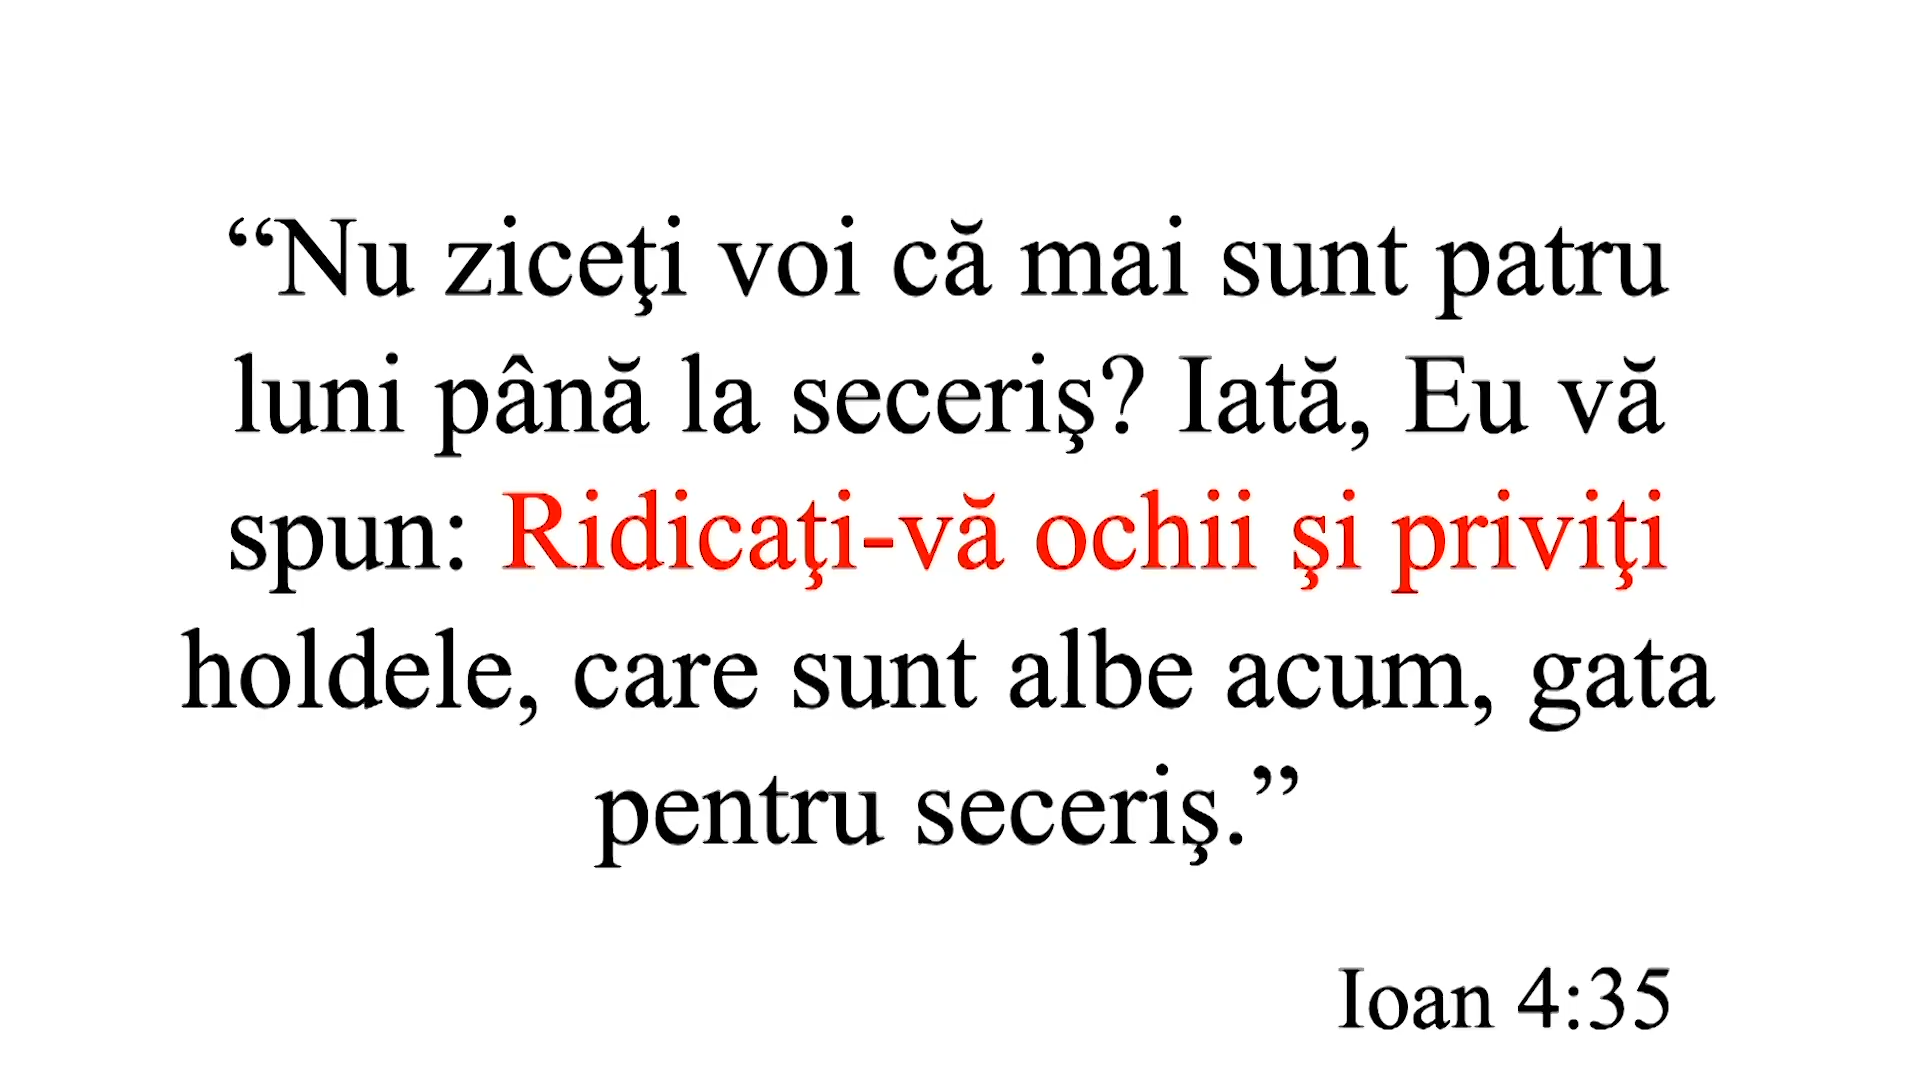 “Nu ziceţi voi că mai sunt patru
luni până la seceriş? Iată, Eu vă
spun: Ridicaţi-vă ochii şi priviţi
holdele, care sunt albe acum, gata
pentru seceriş.”
Ioan 4:35